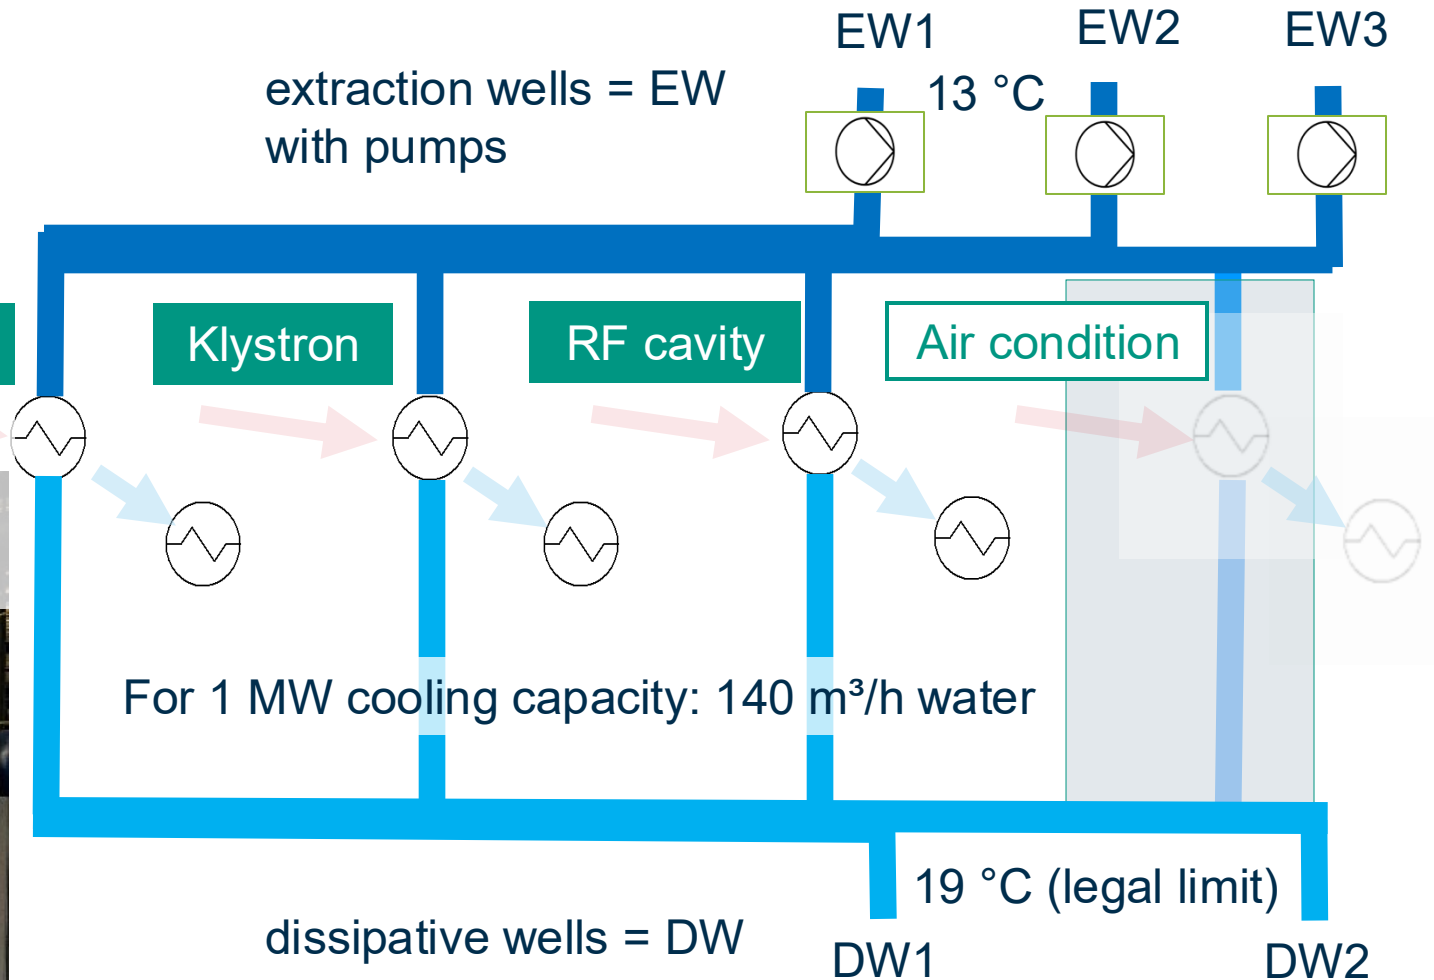 EW1
EW2
EW3
extraction wells = EW
with pumps
13 °C
Klystron
RF cavity
Air condition
For 1 MW cooling capacity: 140 m³/h water
19 °C (legal limit)
dissipative wells = DW
DW1
DW2